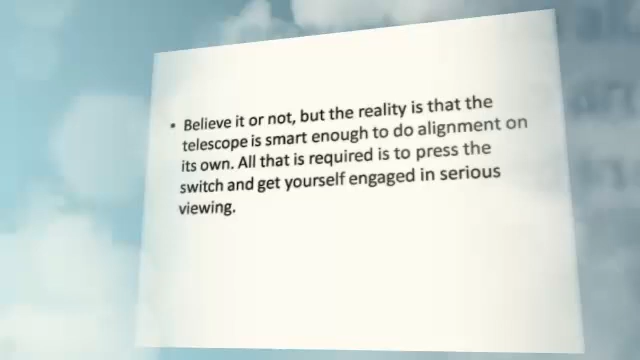 • Believe it or not, but the reality is that the
telescope is smart enough to do alignment on
its own. All that is required is to press the
switch and get yourself engaged in serious
viewing.